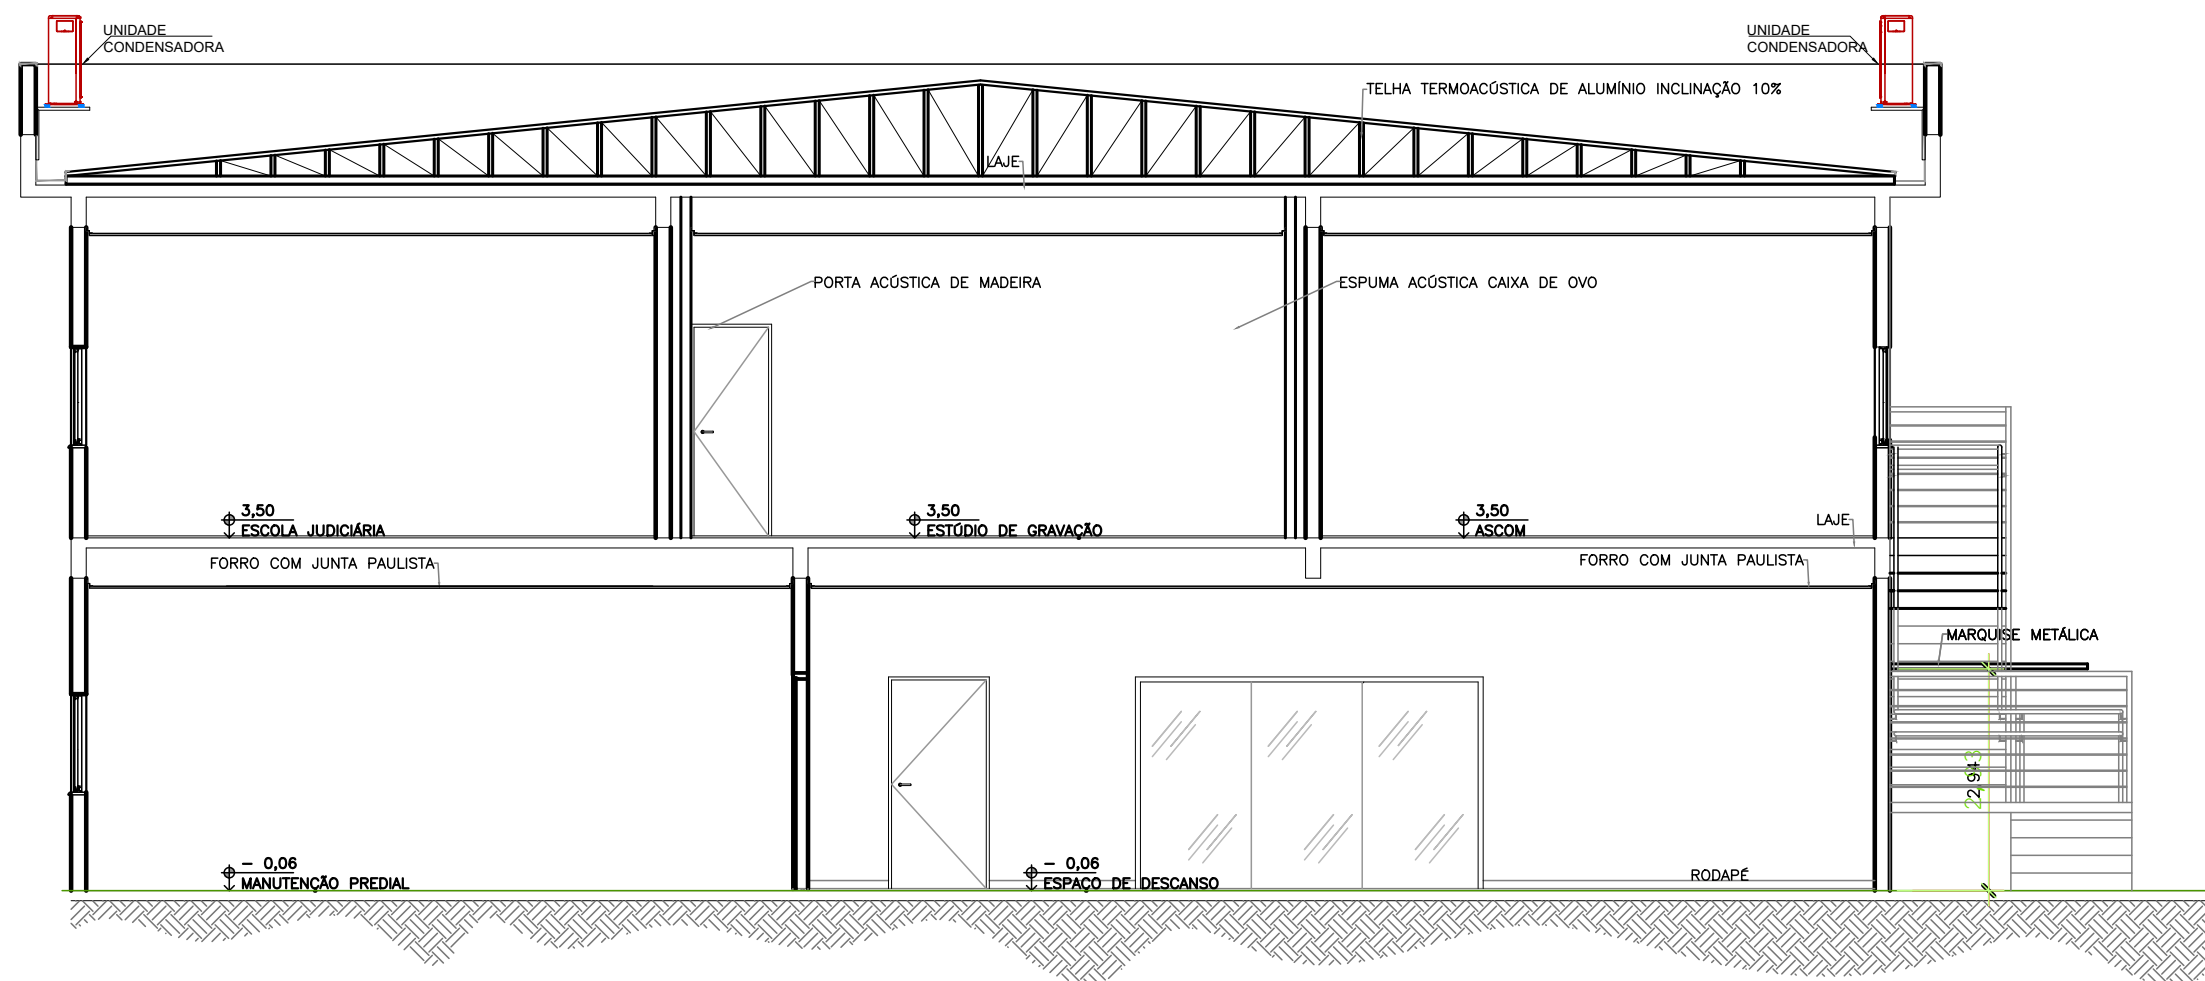 UNIDADE
CONDENSADORA
UNIDADE
CONDENSADORA
TELHA TERMOACÚSTICA DE ALUMÍNIO INCLINAÇÃO 10%
LAJE
PORTA ACÚSTICA DE MADEIRA
ESPUMA ACÚSTICA CAIXA DE OVO
3,50
ESCOLA JUDICIÁRIA
3,50
ESTÚDIO DE GRAVAÇÃO
3,50
ASCOM
LAJE
FORRO COM JUNTA PAULISTA
FORRO COM JUNTA PAULISTA
MARQUISE METÁLICA
- 0,06
MANUTENÇÃO PREDIAL
- 0,06
ESPAÇO DE DESCANSO
RODAPÉ